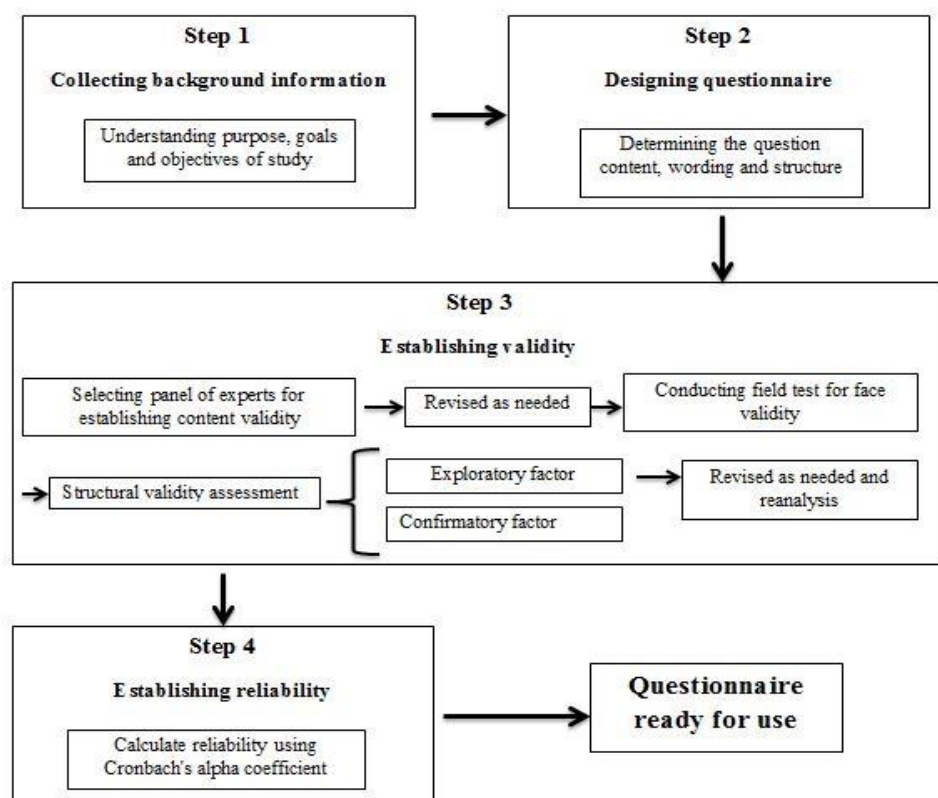 Step 1
Collecting background information
Understanding purpose, goals
and objectives of study
Step 2
Designing questionnaire
Determining the question
content, wording and structure
Step 3
Establishing validity
Selecting panel of experts for
establishing content validity
Revised as needed
Conducting field test for face
validity
Structural validity assessment
Exploratory factor
Confirmatory factor
Revised as needed and
reanalysis
Step 4
Establishing reliability
Calculate reliability using
Cronbach's alpha coefficient
Questionnaire
ready for use